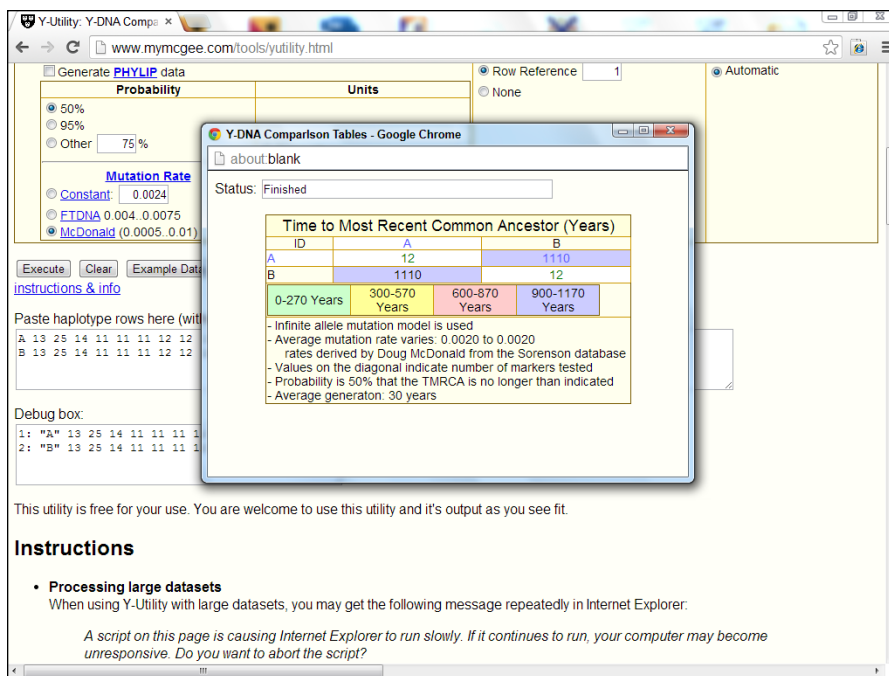 Y-Utility: Y-DNA Compa ×
www.mymcgee.com/tools/yutility.html
Generate PHYLIP data
Row Reference 1
Automatic
Probability Units
None
50%
95%
Other 75 %
Mutation Rate
Constant: 0.0024
FTDNA 0.004..0.0075
McDonald (0.0005..0.01)
Execute Clear Example Data
instructions & info
Paste haplotype rows here (with
A 13 25 14 11 11 11 12 12
B 13 25 14 11 11 11 12 12
Debug box:
1: "A" 13 25 14 11 11 11 1
2: "B" 13 25 14 11 11 11 1
Y-DNA Comparison Tables - Google Chrome
about:blank
Status: Finished
Time to Most Recent Common Ancestor (Years)
ID A B
A 12 1110
B 1110 12
0-270 Years 300-570 Years 600-870 Years 900-1170 Years
- Infinite allele mutation model is used
- Average mutation rate varies: 0.0020 to 0.0020
rates derived by Doug McDonald from the Sorenson database
- Values on the diagonal indicate number of markers tested
- Probability is 50% that the TMRCA is no longer than indicated
- Average generaton: 30 years
This utility is free for your use. You are welcome to use this utility and it's output as you see fit.
Instructions
• Processing large datasets
When using Y-Utility with large datasets, you may get the following message repeatedly in Internet Explorer:
A script on this page is causing Internet Explorer to run slowly. If it continues to run, your computer may become
unresponsive. Do you want to abort the script?